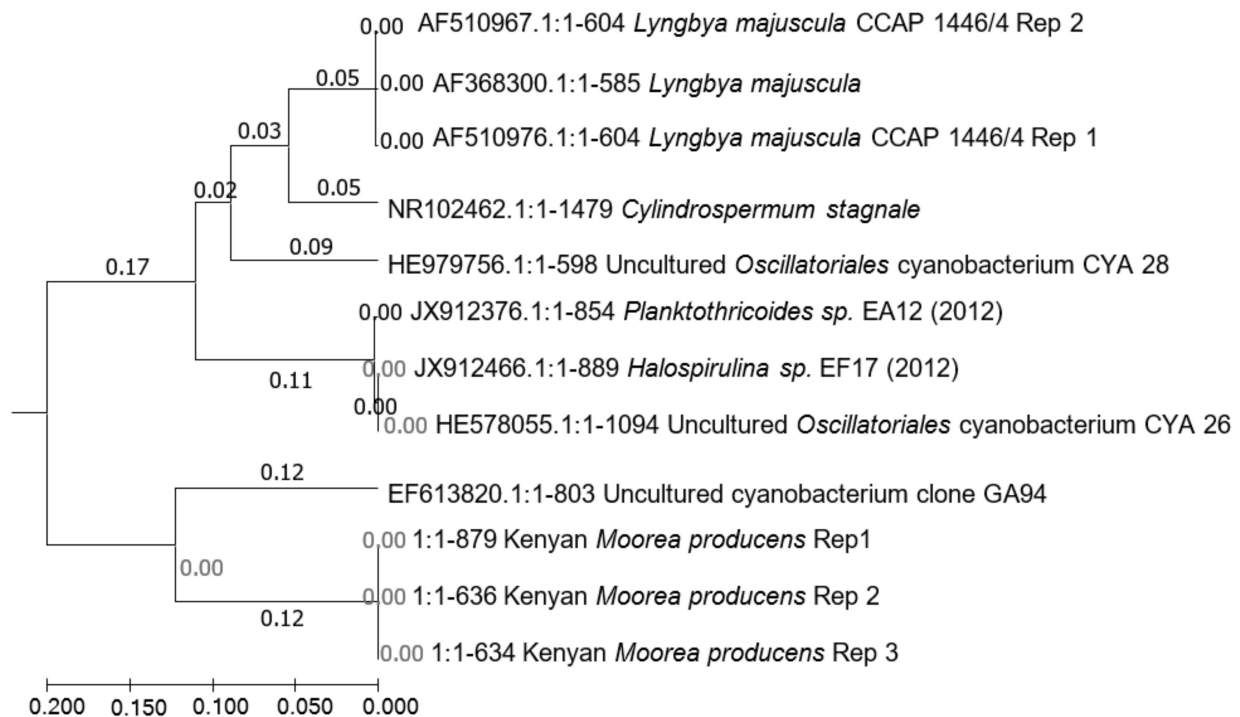 0.00 AF510967.1:1-604 Lyngbya majuscula CCAP 1446/4 Rep 2
0.05 0.00 AF368300.1:1-585 Lyngbya majuscula
0.03 0.00 AF510976.1:1-604 Lyngbya majuscula CCAP 1446/4 Rep 1
0.02 0.05 NR102462.1:1-1479 Cylindrospermum stagnale
0.17 0.09 HE979756.1:1-598 Uncultured Oscillatoriales cyanobacterium CYA 28
0.00 JX912376.1:1-854 Planktothricoides sp. EA12 (2012)
0.11 0.00 JX912466.1:1-889 Halospirulina sp. EF17 (2012)
0.00
0.00 HE578055.1:1-1094 Uncultured Oscillatoriales cyanobacterium CYA 26
0.12 EF613820.1:1-803 Uncultured cyanobacterium clone GA94
0.00 1:1-879 Kenyan Moorea producens Rep1
0.00
0.00 1:1-636 Kenyan Moorea producens Rep 2
0.12
0.00 1:1-634 Kenyan Moorea producens Rep 3
0.200 0.150 0.100 0.050 0.000